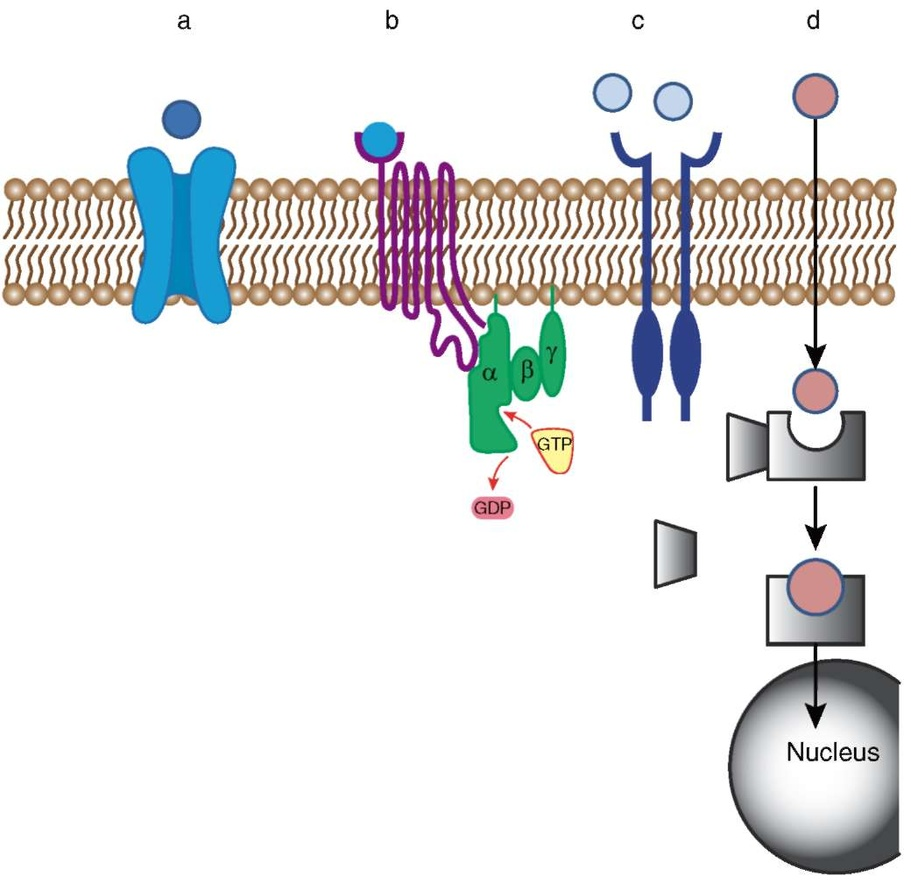 a b c d
α β γ
GTP
GDP
Nucleus